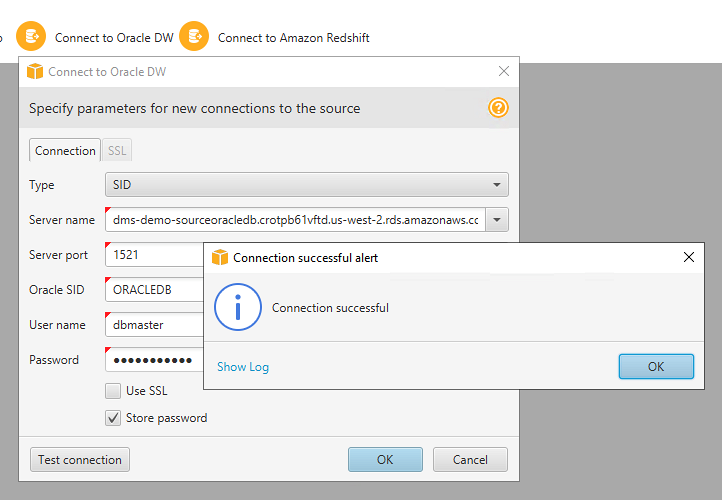 Connect to Oracle DW
Connect to Amazon Redshift
Connect to Oracle DW
Specify parameters for new connections to the source
Connection
SSL
Type
SID
Server name
dms-demo-sourceoracledb.crotpb61vftd.us-west-2.rds.amazonaws.cc
Server port
1521
Connection successful alert
Oracle SID
ORACLEDB
Connection successful
User name
dbmaster
Password
Show Log
OK
Use SSL
Store password
Test connection
OK
Cancel